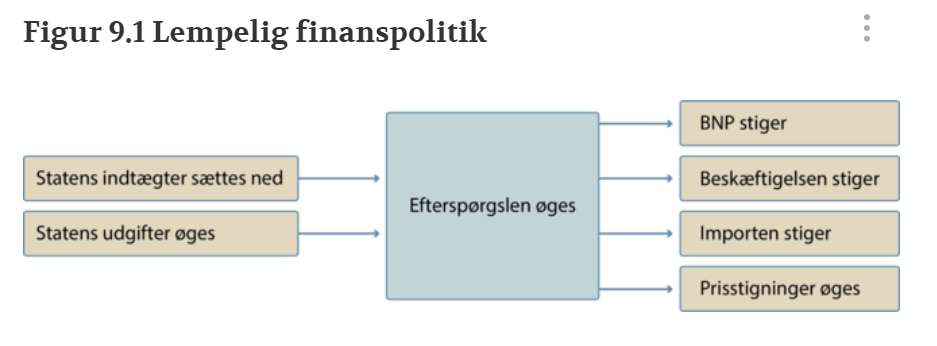 Figur 9.1 Lempelig finanspolitik
Statens indtægter sættes ned
Statens udgifter øges
Efterspørgslen øges
BNP stiger
Beskæftigelsen stiger
Importen stiger
Prisstigninger øges